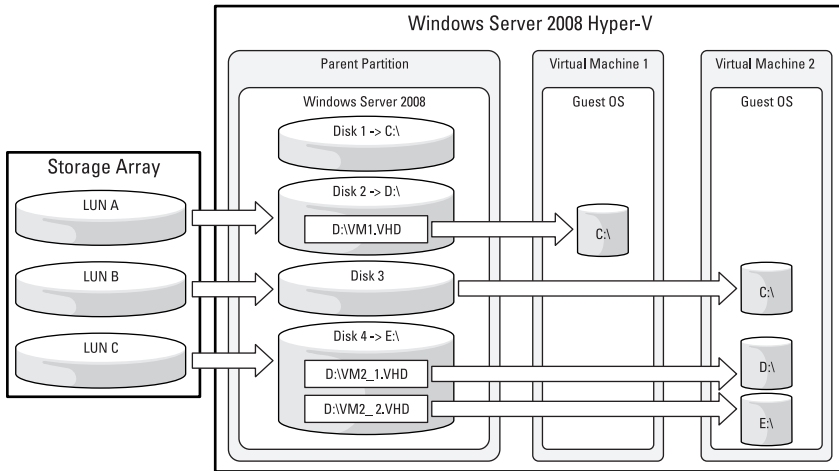 Windows Server 2008 Hyper-V
Parent Partition
Virtual Machine 1
Virtual Machine 2
Windows Server 2008
Guest OS
Guest OS
Disk 1 -> C:\
Storage Array
LUN A
Disk 2 -> D:\
D:\VM1.VHD
C:\
LUN B
Disk 3
C:\
LUN C
Disk 4 -> E:\
D:\VM2_1.VHD
D:\
D:\VM2_ 2.VHD
E:\